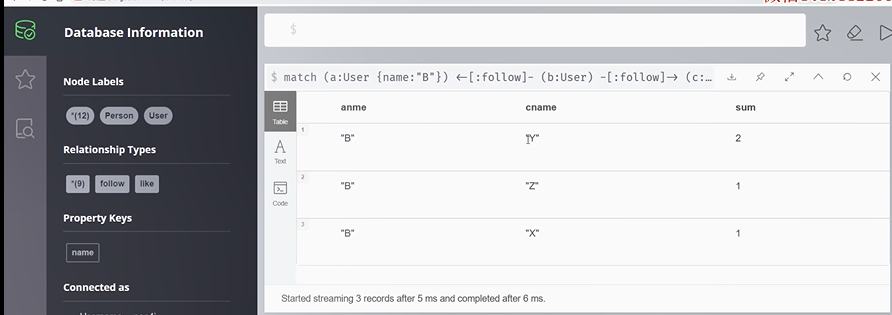 Database Information
$
$ match (a:User {name:"B"}) ←[:follow]- (b:User) -[:follow]→ (c:...
Node Labels
*(12) Person User
Relationship Types
*(9) follow like
Property Keys
name
Connected as
Table
Text
Code
anme cname sum
1 "B" "Y" 2
2 "B" "Z" 1
3 "B" "X" 1
Started streaming 3 records after 5 ms and completed after 6 ms.